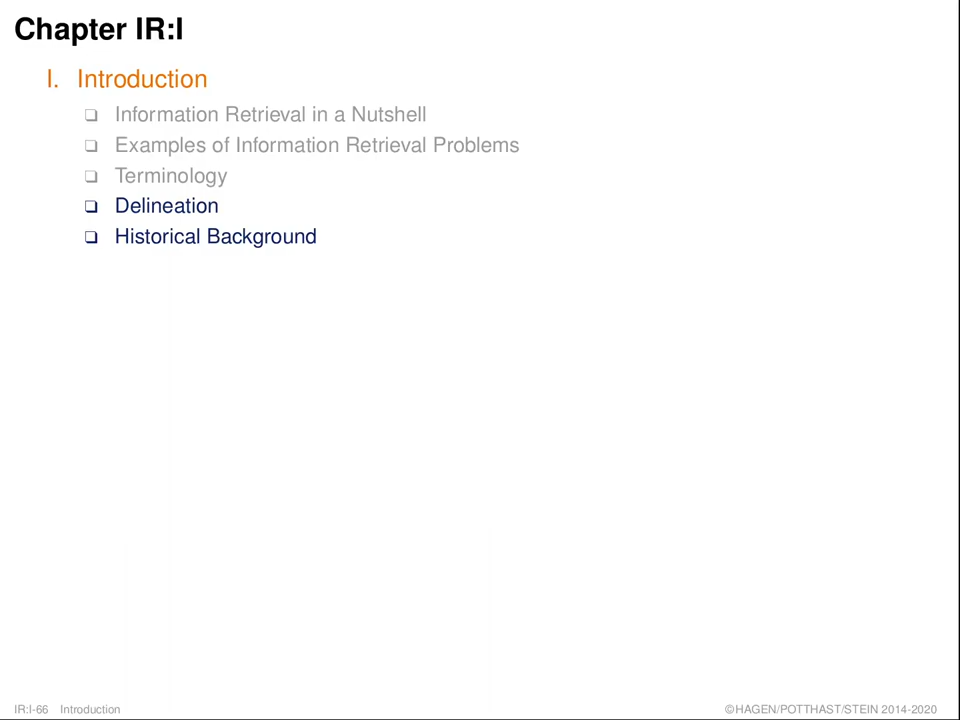 Chapter IR:I
I. Introduction
❑ Information Retrieval in a Nutshell
❑ Examples of Information Retrieval Problems
❑ Terminology
❑ Delineation
❑ Historical Background
IR:I-66 Introduction ©HAGEN/POTTHAST/STEIN 2014-2020